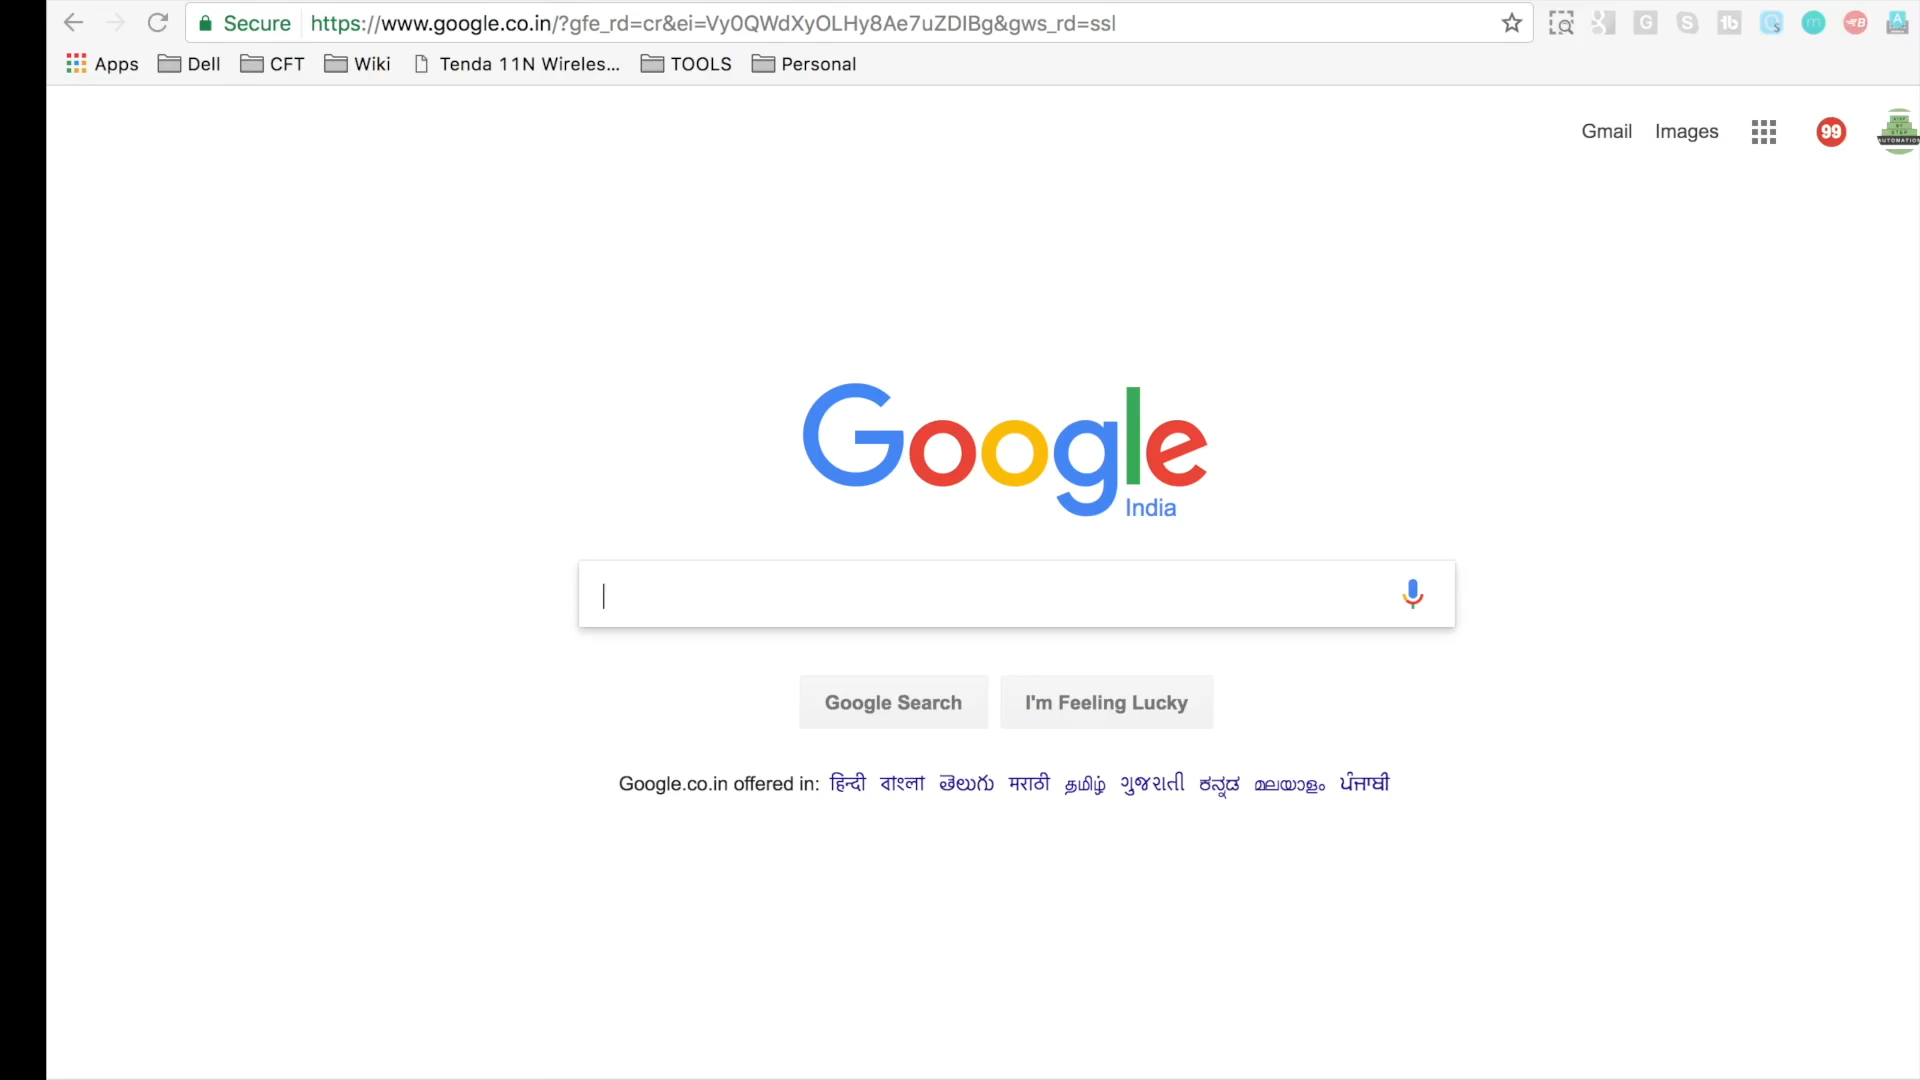 Secure https://www.google.co.in/?gfe_rd=cr&ei=Vy0QWdXyOLHy8Ae7uZDIBg&gws_rd=ssl
Apps Dell CFT Wiki Tenda 11N Wireles... TOOLS Personal
Gmail Images 99
Google
India
Google Search I'm Feeling Lucky
Google.co.in offered in: हिन्दी বাংলা తెలుగు मराठी தமிழ் ગુજરાતી ಕನ್ನಡ മലയാളം ਪੰਜਾਬੀ